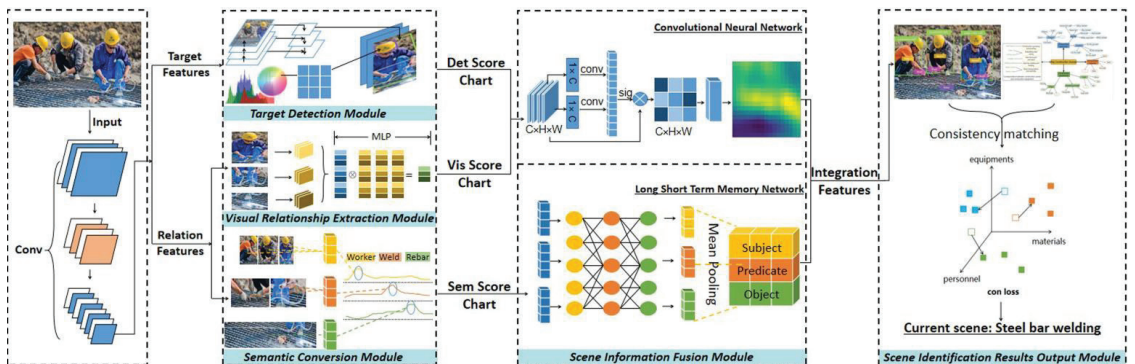 Input
Conv
Target
Features
Relation
Features
Target Detection Module
MLP
Visual Relationship Extraction Module
Worker
Weld
Rebar
Semantic Conversion Module
Det Score
Chart
Vis Score
Chart
Sem Score
Chart
Convolutional Neural Network
C×H×W
1×C
1×C
conv
conv
sig
C×H×W
Long Short Term Memory Network
Mean Pooling
Subject
Predicate
Object
Scene Information Fusion Module
Integration
Features
Consistency matching
equipments
materials
personnel
con loss
Current scene: Steel bar welding
Scene Identification Results Output Module